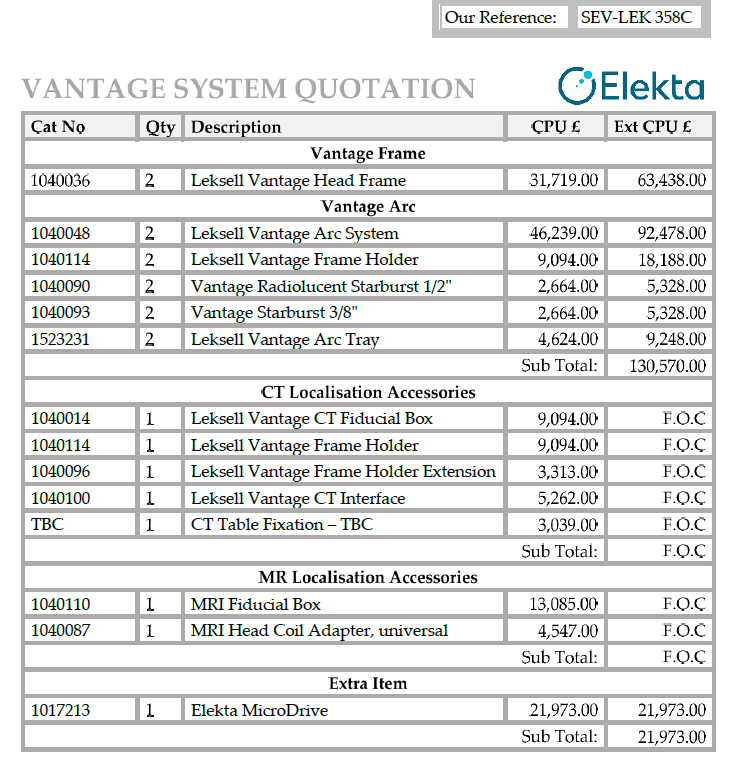 Our Reference: SEV-LEK 358C
VANTAGE SYSTEM QUOTATION Elekta
Cat No Qty Description CPU £ Ext CPU £
Vantage Frame
1040036 2 Leksell Vantage Head Frame 31,719.00 63,438.00
Vantage Arc
1040048 2 Leksell Vantage Arc System 46,239.00 92,478.00
1040114 2 Leksell Vantage Frame Holder 9,094.00 18,188.00
1040090 2 Vantage Radiolucent Starburst 1/2" 2,664.00 5,328.00
1040093 2 Vantage Starburst 3/8" 2,664.00 5,328.00
1523231 2 Leksell Vantage Arc Tray 4,624.00 9,248.00
Sub Total: 130,570.00
CT Localisation Accessories
1040014 1 Leksell Vantage CT Fiducial Box 9,094.00 F.O.C
1040114 1 Leksell Vantage Frame Holder 9,094.00 F.O.C
1040096 1 Leksell Vantage Frame Holder Extension 3,313.00 F.O.C
1040100 1 Leksell Vantage CT Interface 5,262.00 F.O.C
TBC 1 CT Table Fixation – TBC 3,039.00 F.O.C
Sub Total: F.O.C
MR Localisation Accessories
1040110 1 MRI Fiducial Box 13,085.00 F.O.C
1040087 1 MRI Head Coil Adapter, universal 4,547.00 F.O.C
Sub Total: F.O.C
Extra Item
1017213 1 Elekta MicroDrive 21,973.00 21,973.00
Sub Total: 21,973.00